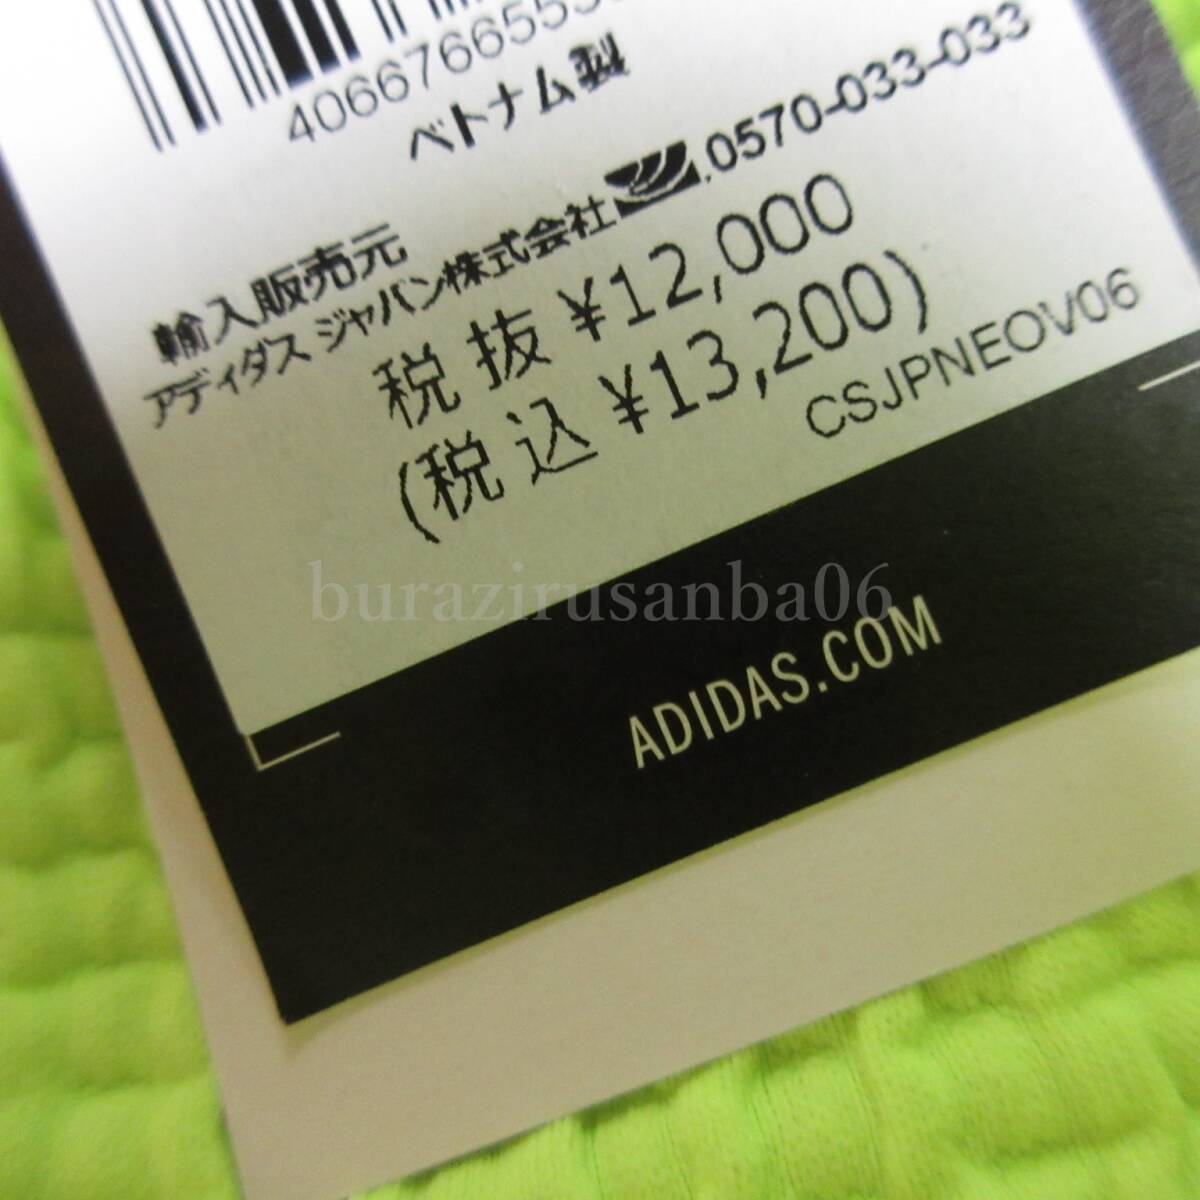 ベトナム製
輸入販売元
アディダス ジャパン株式会社 0570-033-033
税 抜 ¥12,000
(税 込 ¥13,200)
CSJPNEOV06
burazirusanba06
ADIDAS.COM